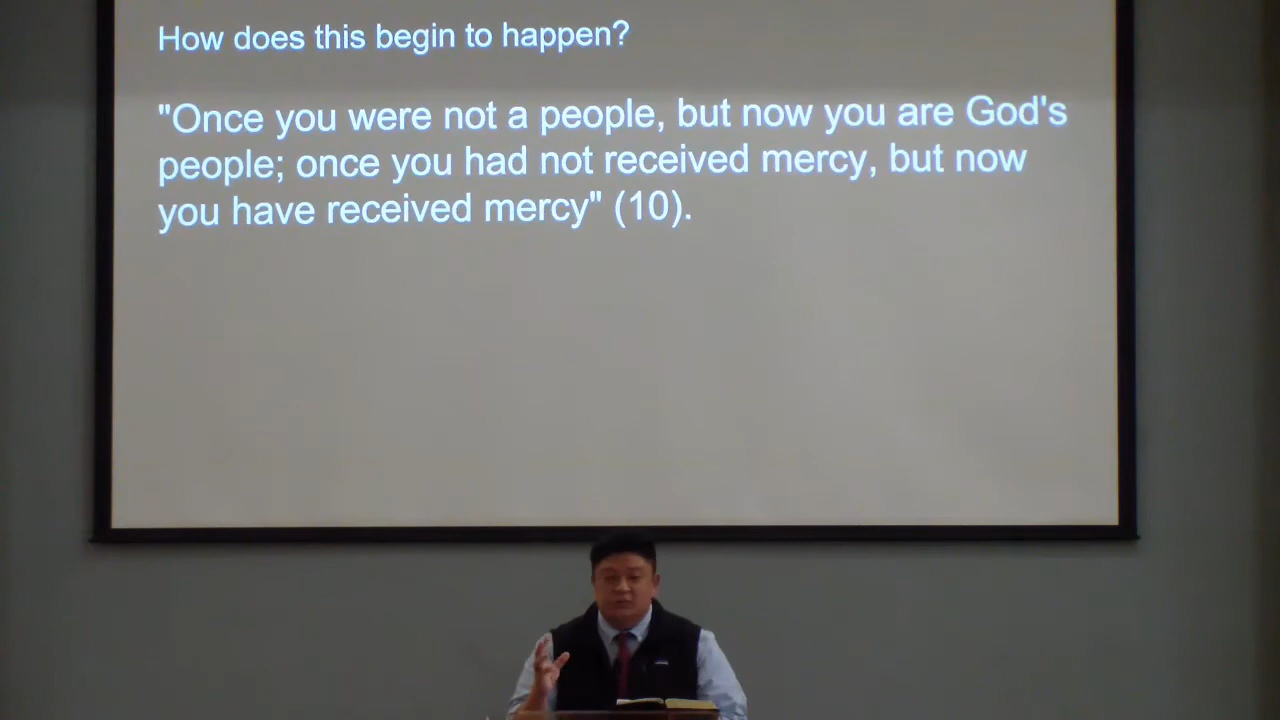 How does this begin to happen?
"Once you were not a people, but now you are God's
people; once you had not received mercy, but now
you have received mercy" (10).